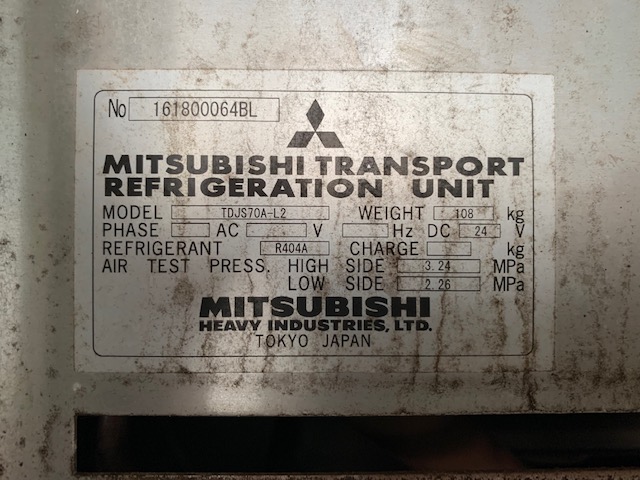 No 161800064BL
MITSUBISHI TRANSPORT
REFRIGERATION UNIT
MODEL TDJS70A-L2 WEIGHT 108 kg
PHASE AC V Hz DC 24 V
REFRIGERANT R404A CHARGE kg
AIR TEST PRESS. HIGH SIDE 3.24 MPa
LOW SIDE 2.26 MPa
MITSUBISHI
HEAVY INDUSTRIES, LTD.
TOKYO JAPAN